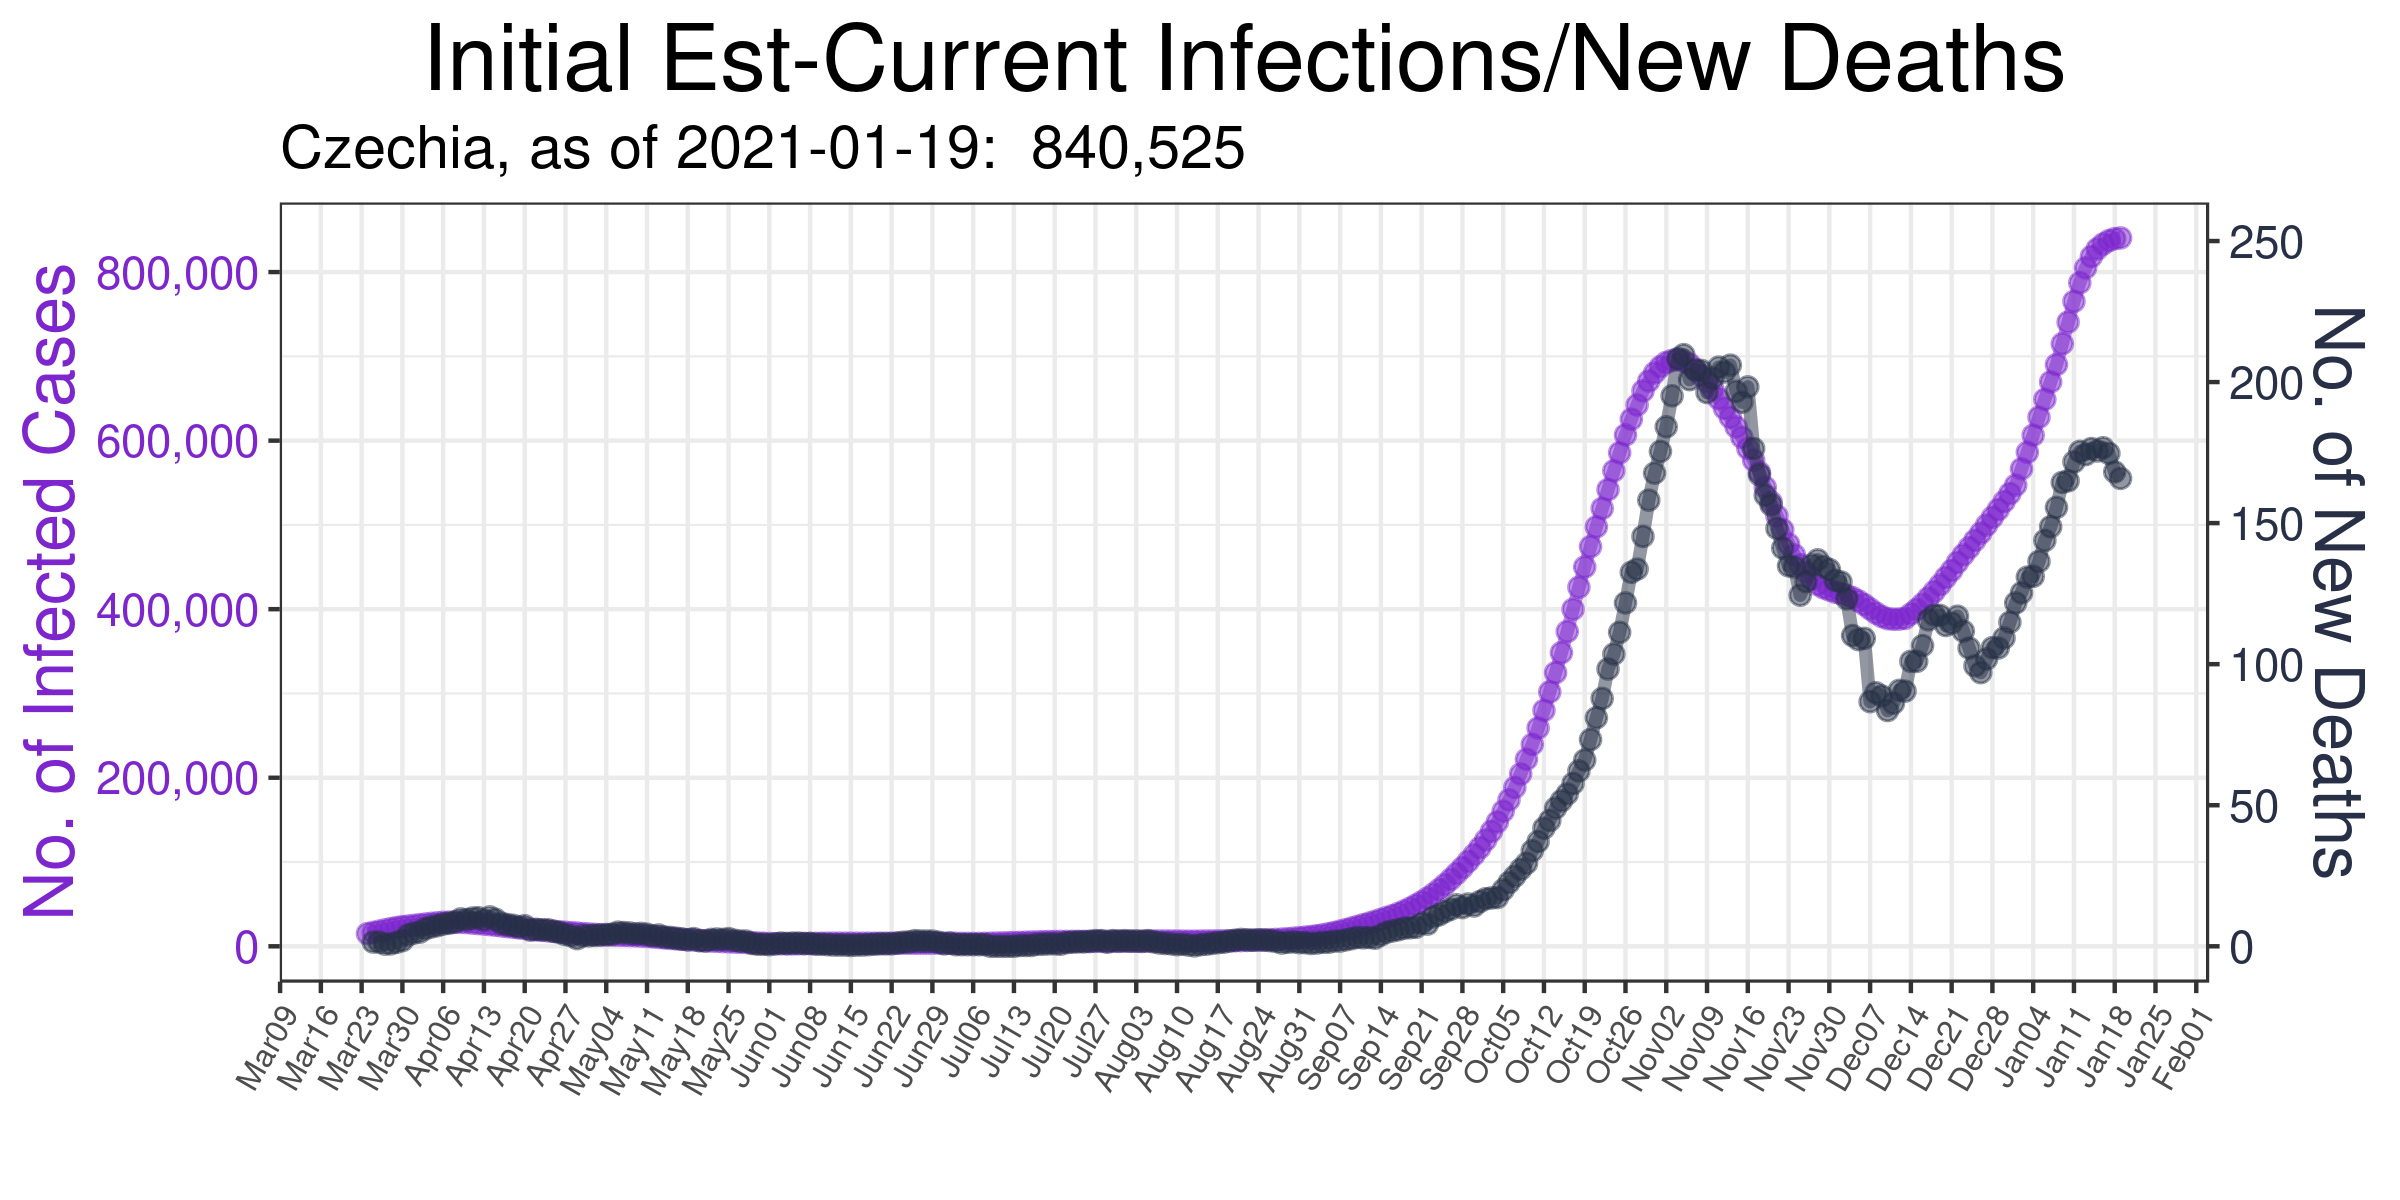 Initial Est-Current Infections/New Deaths
Czechia, as of 2021-01-19:  840,525
No. of Infected Cases
800,000
600,000
400,000
200,000
0
250
200
150
100
50
0
No. of New Deaths
Mar09 Mar16 Mar23 Mar30 Apr06 Apr13 Apr20 Apr27 May04 May11 May18 May25 Jun01 Jun08 Jun15 Jun22 Jun29 Jul06 Jul13 Jul20 Jul27 Aug03 Aug10 Aug17 Aug24 Aug31 Sep07 Sep14 Sep21 Sep28 Oct05 Oct12 Oct19 Oct26 Nov02 Nov09 Nov16 Nov23 Nov30 Dec07 Dec14 Dec21 Dec28 Jan04 Jan11 Jan18 Jan25 Feb01